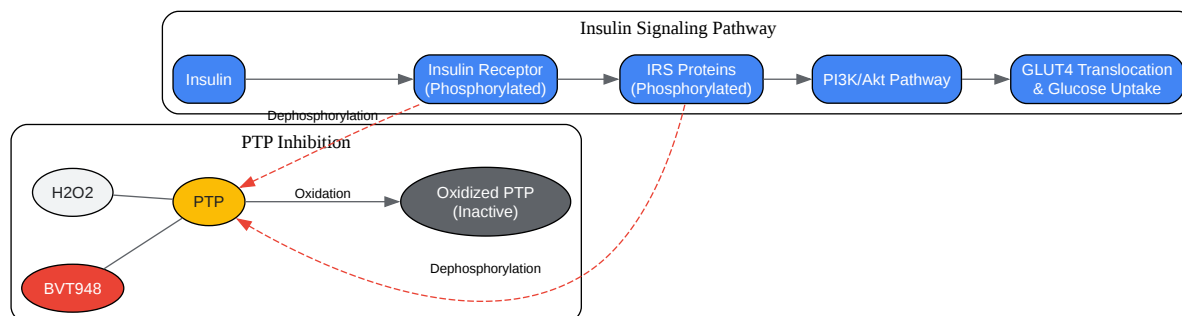 Insulin Signaling Pathway
Insulin
Insulin Receptor
(Phosphorylated)
IRS Proteins
(Phosphorylated)
PI3K/Akt Pathway
GLUT4 Translocation
& Glucose Uptake
Dephosphorylation
PTP Inhibition
H2O2
PTP
Oxidation
Oxidized PTP
(Inactive)
Dephosphorylation
BVT948